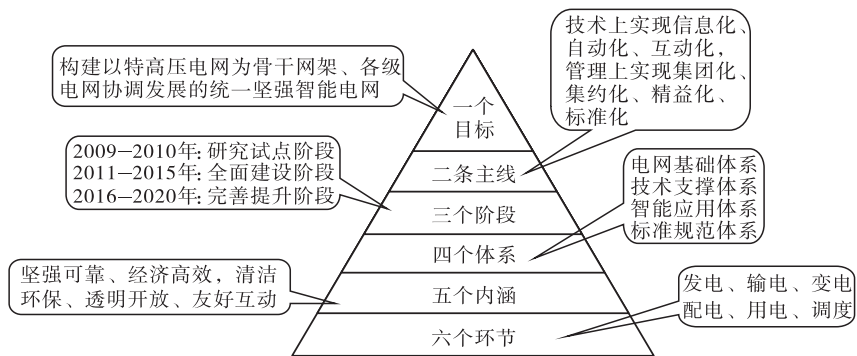 构建以特高压电网为骨干网架、各级
电网协调发展的统一坚强智能电网
技术上实现信息化、
自动化、互动化，
管理上实现集团化、
集约化、精益化、
标准化
一个
目标
2009—2010年：研究试点阶段
2011—2015年：全面建设阶段
2016—2020年：完善提升阶段
二条主线
三个阶段
电网基础体系
技术支撑体系
智能应用体系
标准规范体系
四个体系
坚强可靠、经济高效，清洁
环保、透明开放、友好互动
五个内涵
发电、输电、变电
配电、用电、调度
六个环节